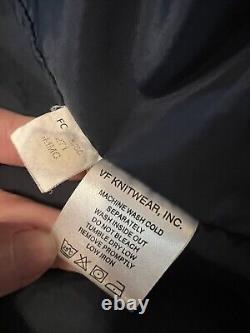 FC
VF KNITWEAR, INC.
MACHINE WASH COLD
SEPARATELY
WASH INSIDE OUT
DO NOT BLEACH
TUMBLE DRY LOW
REMOVE PROMPTLY
LOW IRON